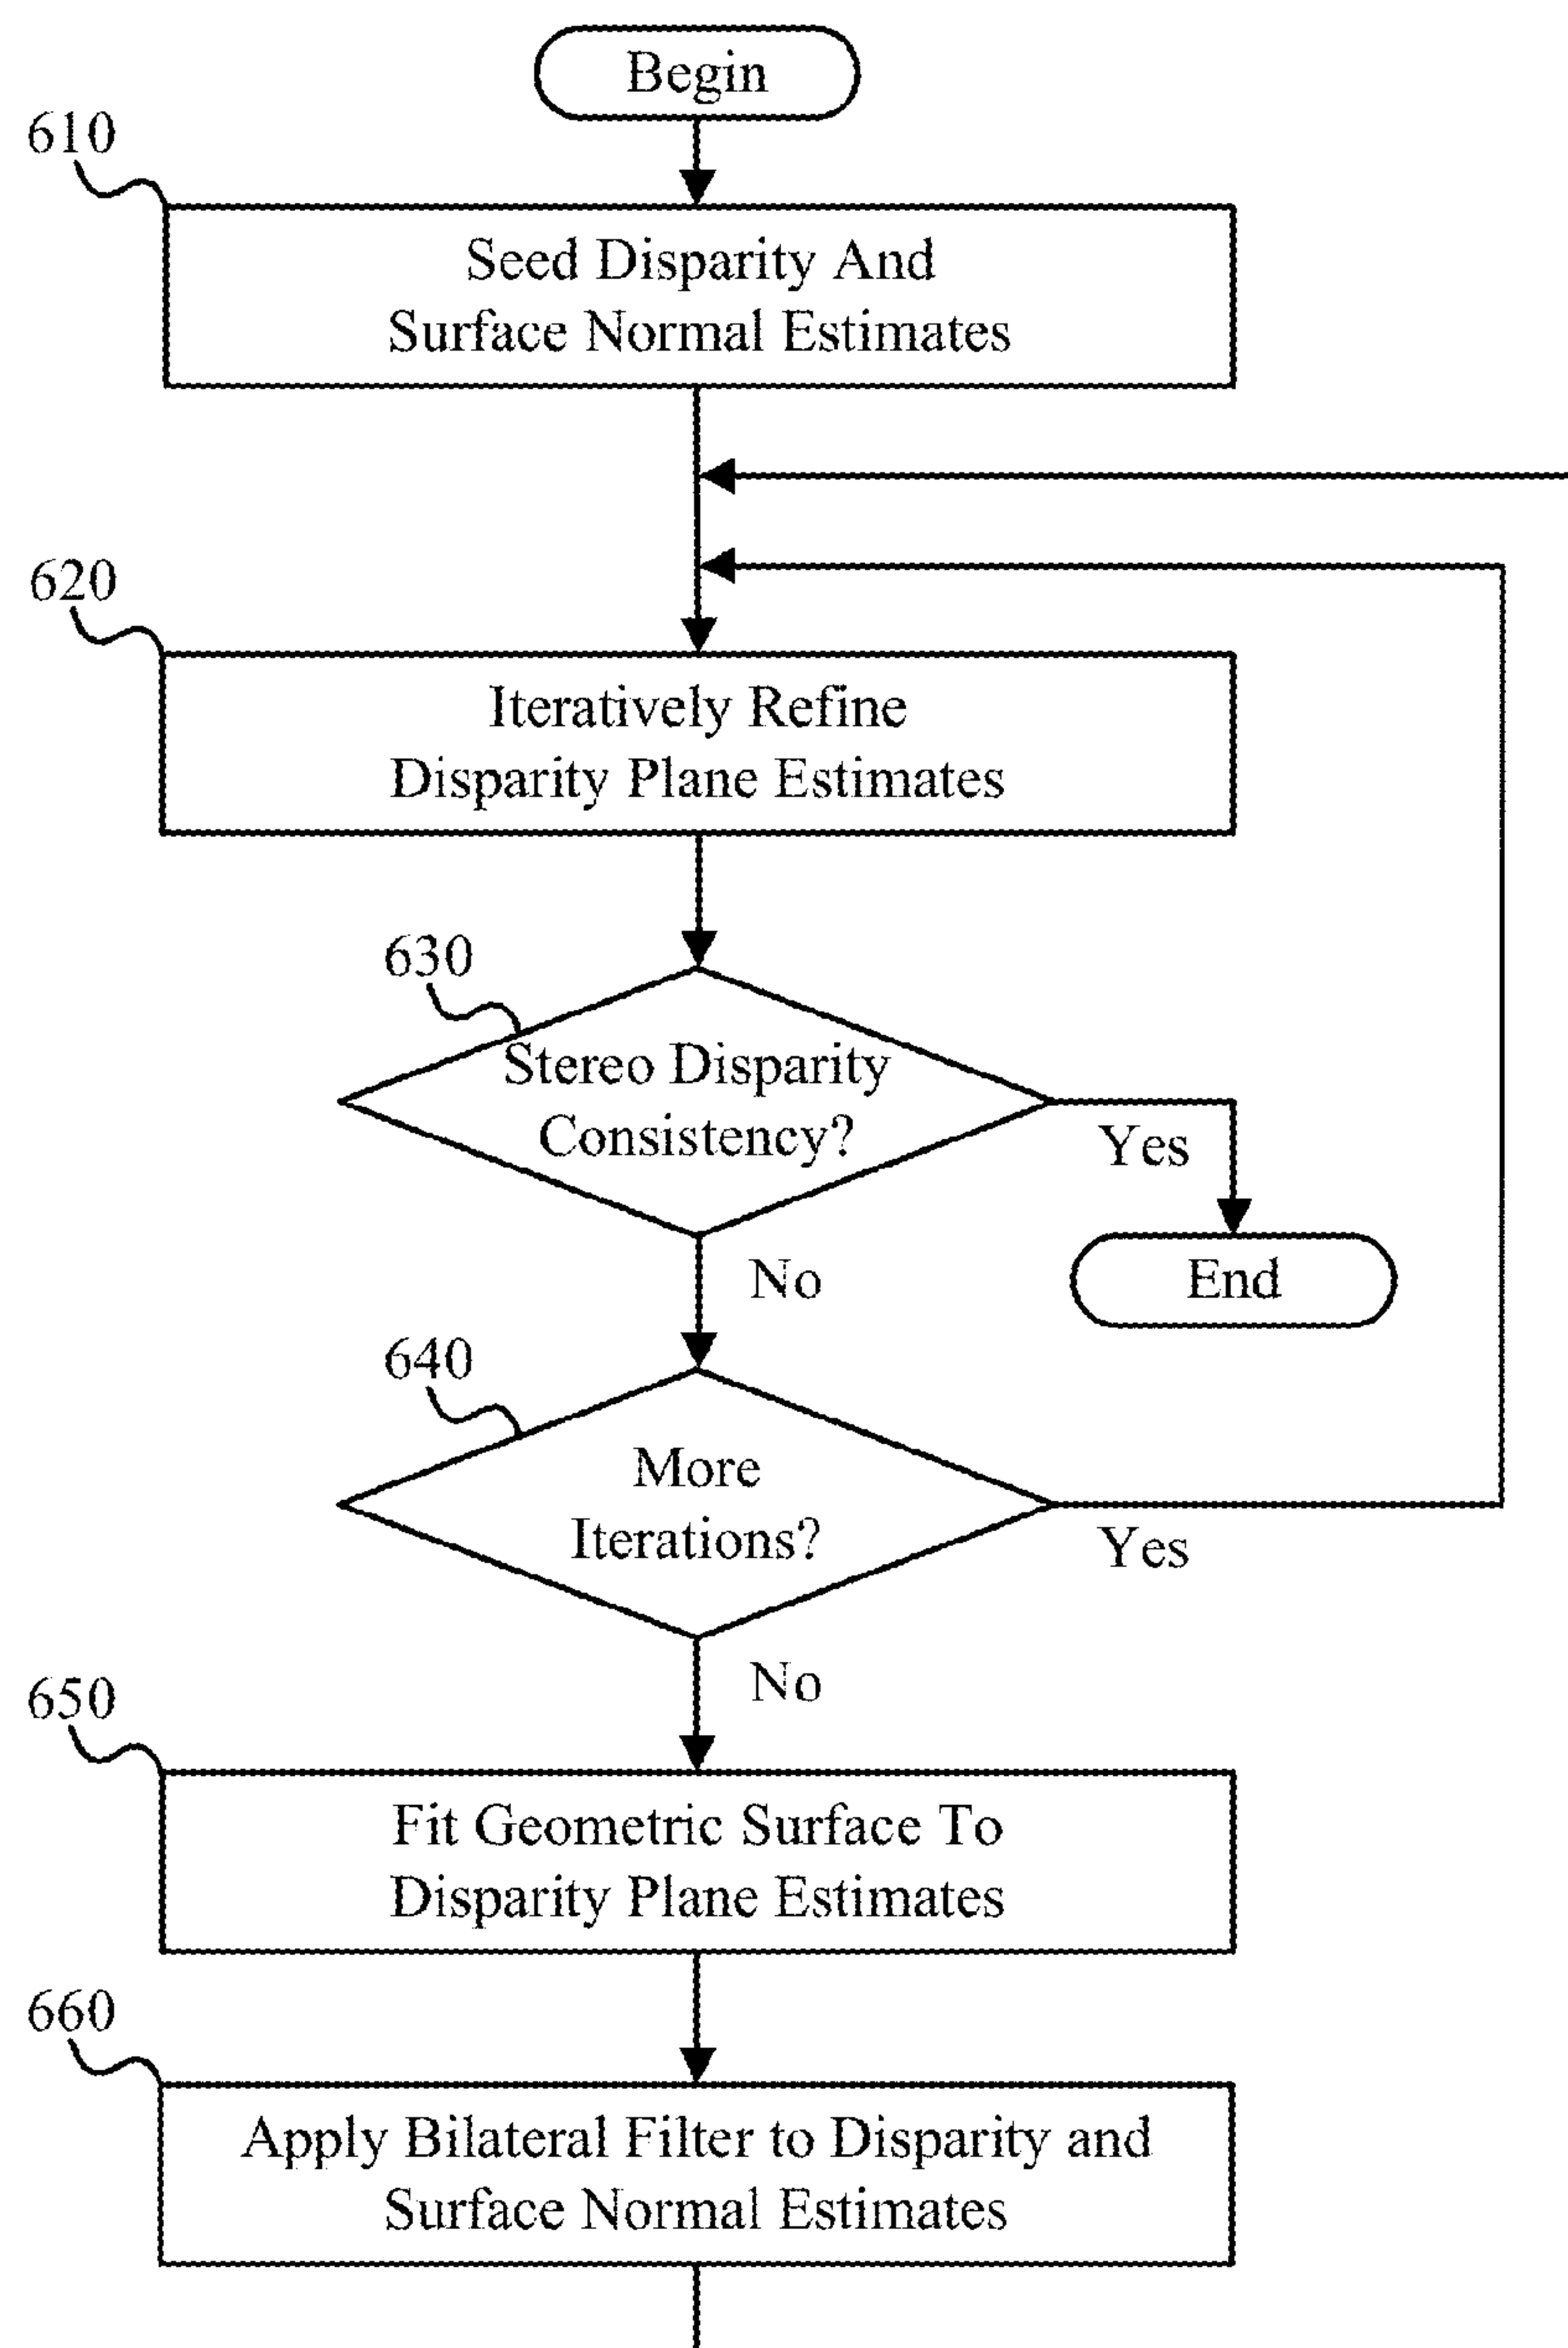 Begin
610
Seed Disparity And
Surface Normal Estimates
620
Iteratively Refine
Disparity Plane Estimates
630
Stereo Disparity
Consistency?
Yes
End
No
640
More
Iterations?
Yes
No
650
Fit Geometric Surface To
Disparity Plane Estimates
660
Apply Bilateral Filter to Disparity and
Surface Normal Estimates